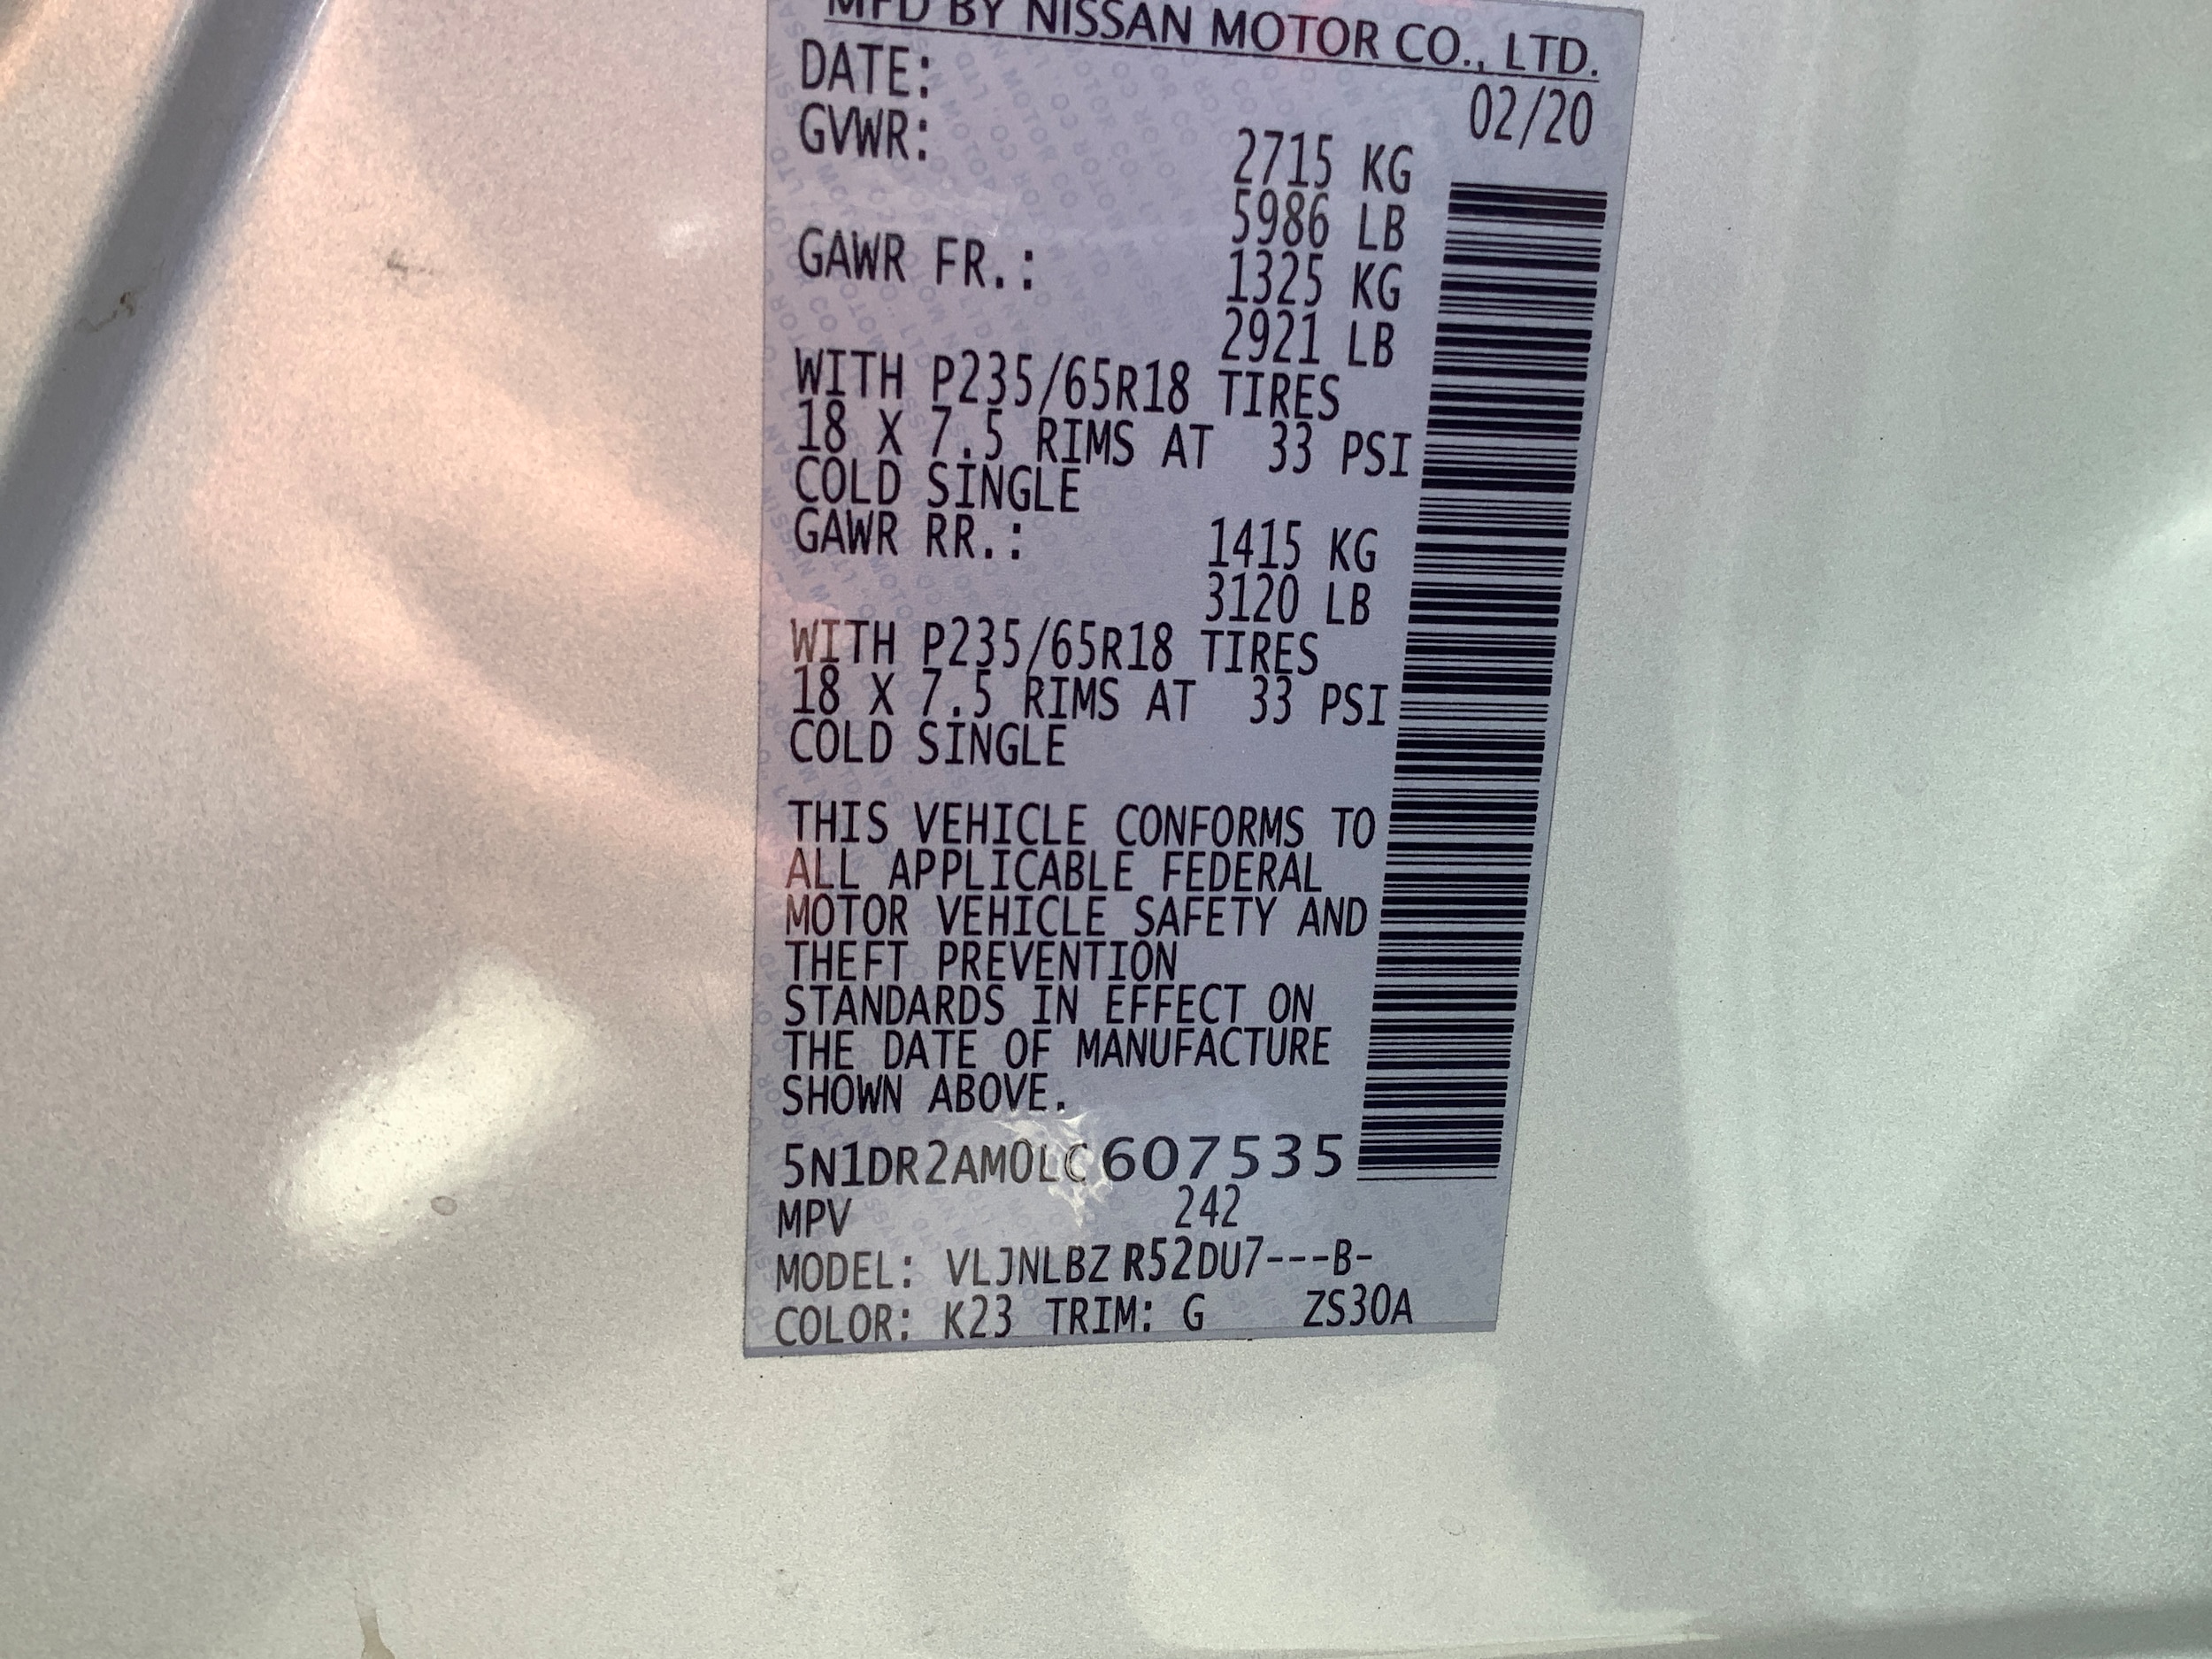 MFD BY NISSAN MOTOR CO., LTD.
DATE: 02/20
GVWR: 2715 KG
5986 LB
GAWR FR.: 1325 KG
2921 LB
WITH P235/65R18 TIRES
18 X 7.5 RIMS AT 33 PSI
COLD SINGLE
GAWR RR.: 1415 KG
3120 LB
WITH P235/65R18 TIRES
18 X 7.5 RIMS AT 33 PSI
COLD SINGLE
THIS VEHICLE CONFORMS TO
ALL APPLICABLE FEDERAL
MOTOR VEHICLE SAFETY AND
THEFT PREVENTION
STANDARDS IN EFFECT ON
THE DATE OF MANUFACTURE
SHOWN ABOVE.
5N1DR2AM0LC607535
MPV 242
MODEL: VLJNLBZ R52DU7---B-
COLOR: K23 TRIM: G ZS30A